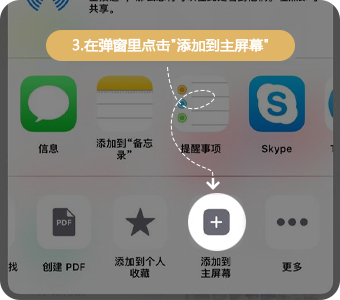 共享。
3.在弹窗里点击"添加到主屏幕"
信息
添加到“备忘
录”
提醒事项
Skype
找
PDF
创建 PDF
添加到个人
收藏
添加到
主屏幕
更多